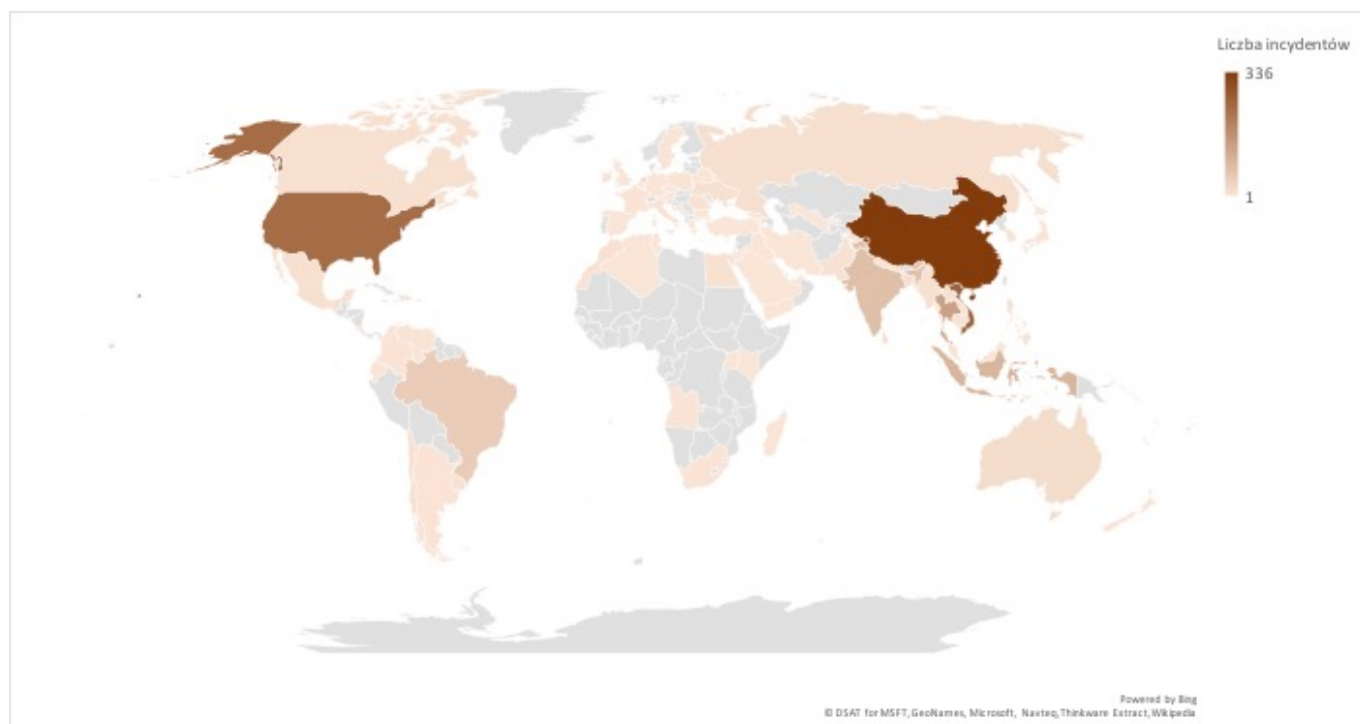 Liczba incydentów
336
1
Powered by Bing
© DSAT for MSFT, GeoNames, Microsoft, Navteq, Thinkware Extract, Wikipedia